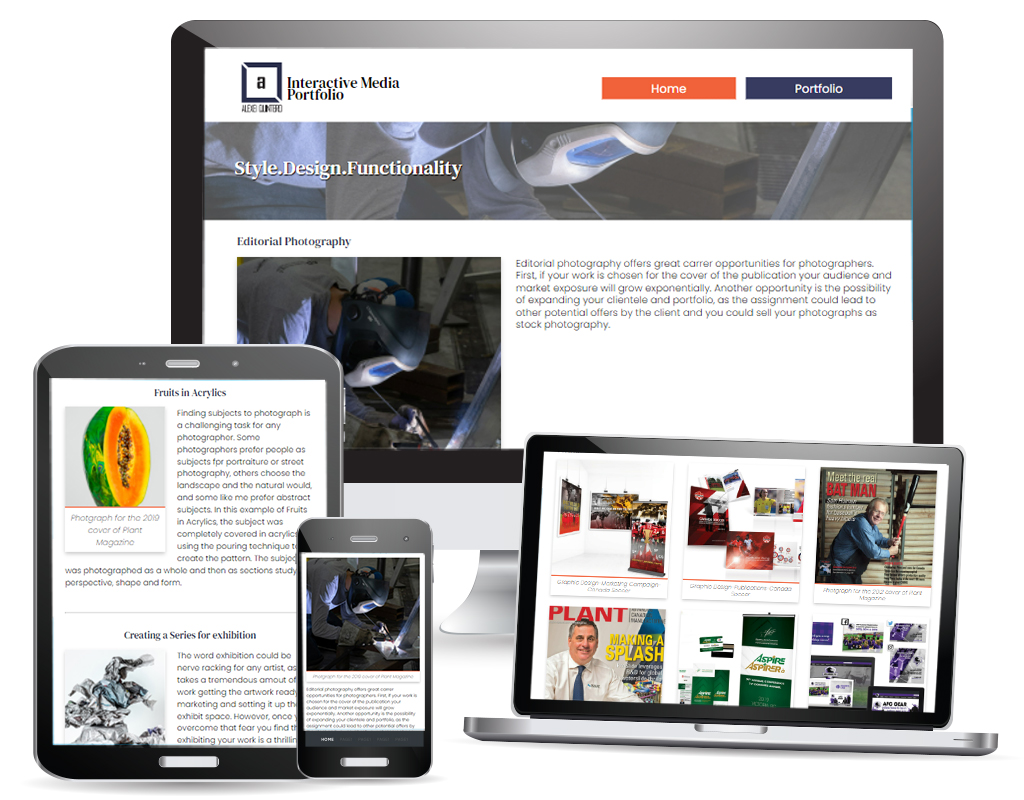 a
ALEXEI QUINTERO
Interactive Media
Portfolio
Home
Portfolio
Style.Design.Functionality
Editorial Photography
Editorial photography offers great carrer opportunities for photographers.
First, if your work is chosen for the cover of the publication your audience and
market exposure will grow exponentially. Another opportunity is the possibility
of expanding your clientele and portfolio, as the assignment could lead to
other potential offers by the client and you could sell your photographs as
stock photography.
Fruits in Acrylics
Finding subjects to photograph is
a challenging task for any
photographer. Some
photographers prefer people as
subjects fpr portraiture or street
photography, others choose the
landscape and the natural would,
and some like me prefer abstract
subjects. In this example of Fruits
in Acrylics, the subject was
completely covered in acrylics
using the pouring technique to
create the pattern. The subject
was photographed as a whole and then as sections study
perspective, shape and form.
Photgraph for the 2019
cover of Plant
Magazine
Creating a Series for exhibition
The word exhibition could be
nerve racking for any artist, as
takes a tremendous amout of
work getting the artwork ready
marketing and setting up th
exhibit space. However, once
overcome that fear you find th
exhibiting your work is a thrillin
Photgraph for the 2019 cover of Plant Magazine
Editorial photography offers great carrer
opportunities for photographers. First, if your work is
chosen for the cover of the publication your
audience and market exposure will grow
exponentially. Another opportunity is the possibility
of expanding your clientele and portfolio, as the
assignment could lead to other potential offers by
HOME
Graphic Design-Marketing Campaign
Canada Soccer
Graphic Design-Publications-Canada
Soccer
Meet the real
BAT MAN
Photgraph for the 2012 cover of Plant
Magazine
PLANT
MAKING A
SPLASH
ASPIRE
ASPIRER
AFG GEAR